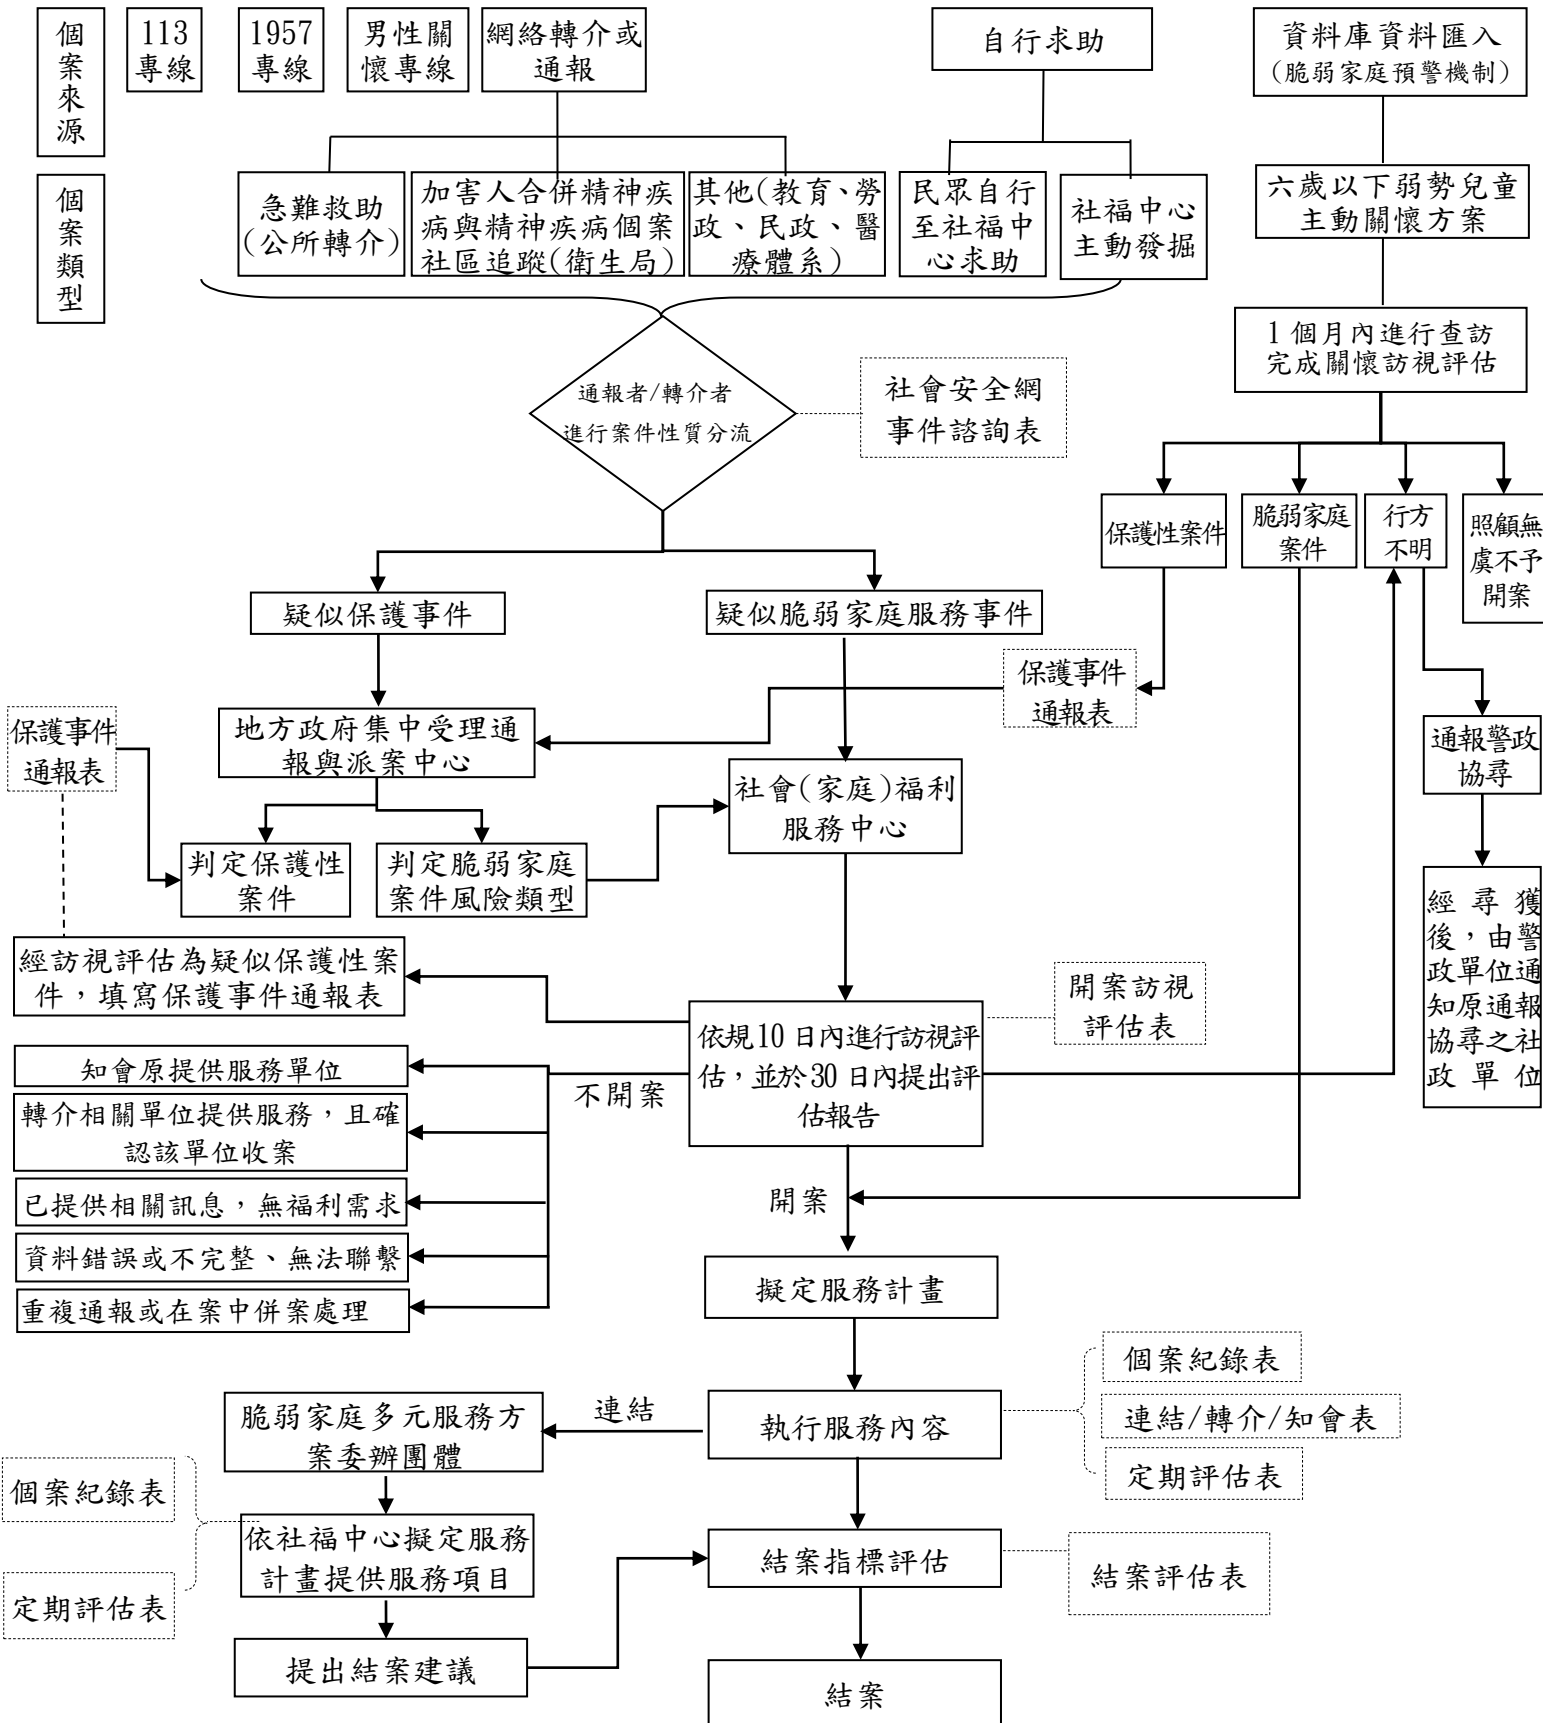 個
案
來
源
113
專線
1957
專線
男性關
懷專線
網絡轉介或
通報
自行求助
資料庫資料匯入
(脆弱家庭預警機制)
個
案
類
型
急難救助
(公所轉介)
加害人合併精神疾
病與精神疾病個案
社區追蹤(衛生局)
其他(教育、勞
政、民政、醫
療體系)
民眾自行
至社福中
心求助
社福中心
主動發掘
六歲以下弱勢兒童
主動關懷方案
1 個月內進行查訪
完成關懷訪視評估
通報者/轉介者
進行案件性質分流
社會安全網
事件諮詢表
保護性案件
脆弱家庭
案件
行方
不明
照顧無
虞不予
開案
疑似保護事件
疑似脆弱家庭服務事件
保護事件
通報表
保護事件
通報表
地方政府集中受理通
報與派案中心
通報警政
協尋
社會(家庭)福利
服務中心
判定保護性
案件
判定脆弱家庭
案件風險類型
經尋獲
後，由警
政單位通
知原通報
協尋之社
政單位
經訪視評估為疑似保護性案
件，填寫保護事件通報表
開案訪視
評估表
依規10 日內進行訪視評
估，並於30 日內提出評
估報告
知會原提供服務單位
不開案
轉介相關單位提供服務，且確
認該單位收案
已提供相關訊息，無福利需求
開案
資料錯誤或不完整、無法聯繫
重複通報或在案中併案處理
擬定服務計畫
個案紀錄表
連結/轉介/知會表
定期評估表
脆弱家庭多元服務方
案委辦團體
連結
執行服務內容
個案紀錄表
定期評估表
依社福中心擬定服務
計畫提供服務項目
結案指標評估
結案評估表
提出結案建議
結案